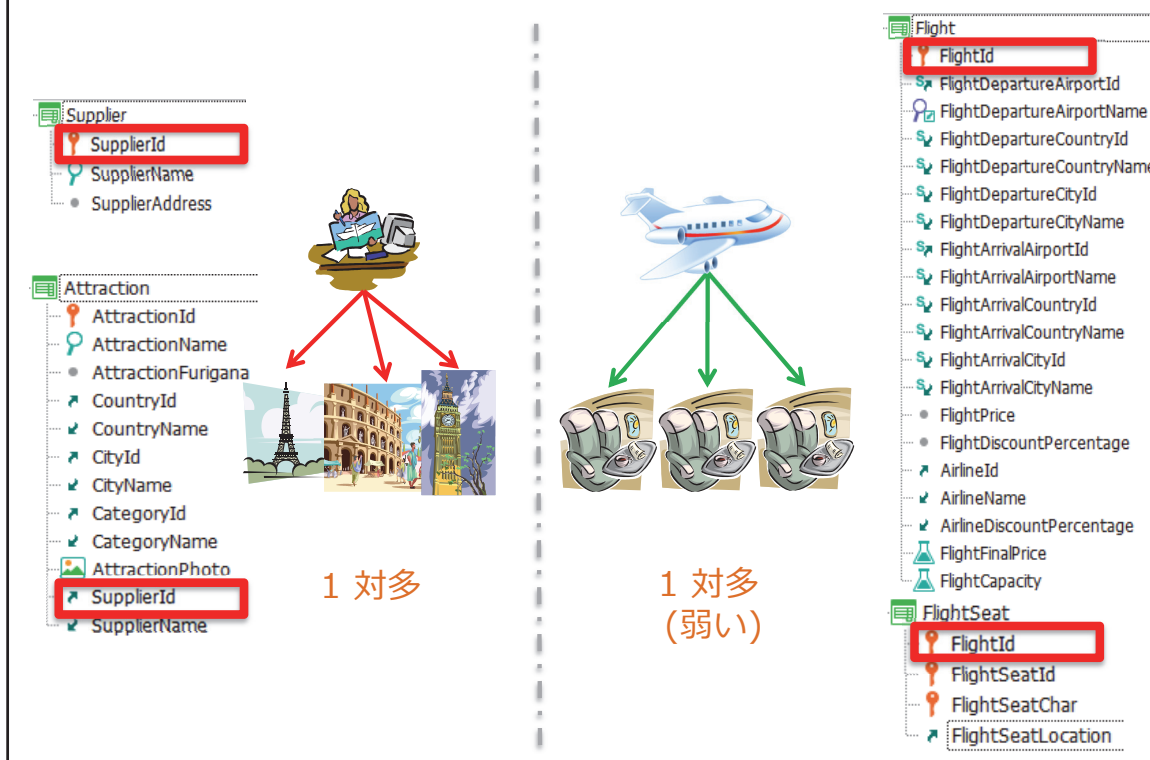 Supplier
SupplierId
SupplierName
SupplierAddress
Attraction
AttractionId
AttractionName
AttractionFurigana
CountryId
CountryName
CityId
CityName
CategoryId
CategoryName
AttractionPhoto
SupplierId
SupplierName
1 対多
1 対多
(弱い)
Flight
FlightId
FlightDepartureAirportId
FlightDepartureAirportName
FlightDepartureCountryId
FlightDepartureCountryName
FlightDepartureCityId
FlightDepartureCityName
FlightArrivalAirportId
FlightArrivalAirportName
FlightArrivalCountryId
FlightArrivalCountryName
FlightArrivalCityId
FlightArrivalCityName
FlightPrice
FlightDiscountPercentage
AirlineId
AirlineName
AirlineDiscountPercentage
FlightFinalPrice
FlightCapacity
FlightSeat
FlightId
FlightSeatId
FlightSeatChar
FlightSeatLocation